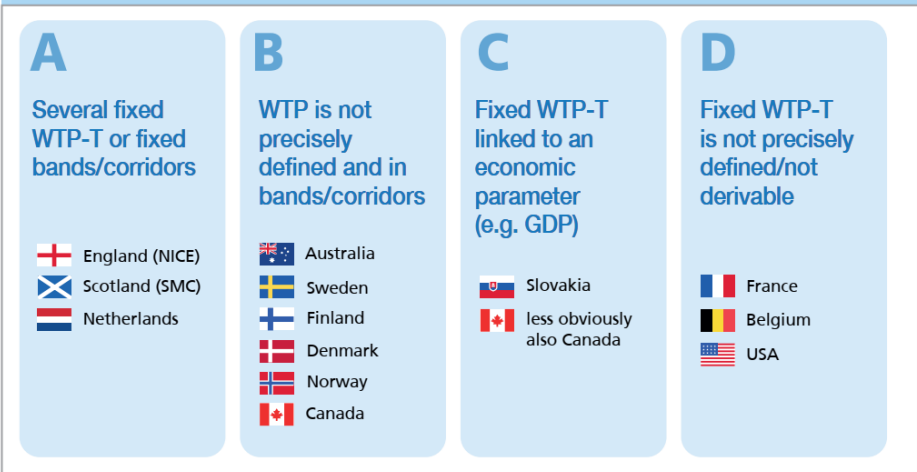 A
Several fixed
WTP-T or fixed
bands/corridors
England (NICE)
Scotland (SMC)
Netherlands
B
WTP is not
precisely
defined and in
bands/corridors
Australia
Sweden
Finland
Denmark
Norway
Canada
C
Fixed WTP-T
linked to an
economic
parameter
(e.g. GDP)
Slovakia
less obviously
also Canada
D
Fixed WTP-T
is not precisely
defined/not
derivable
France
Belgium
USA